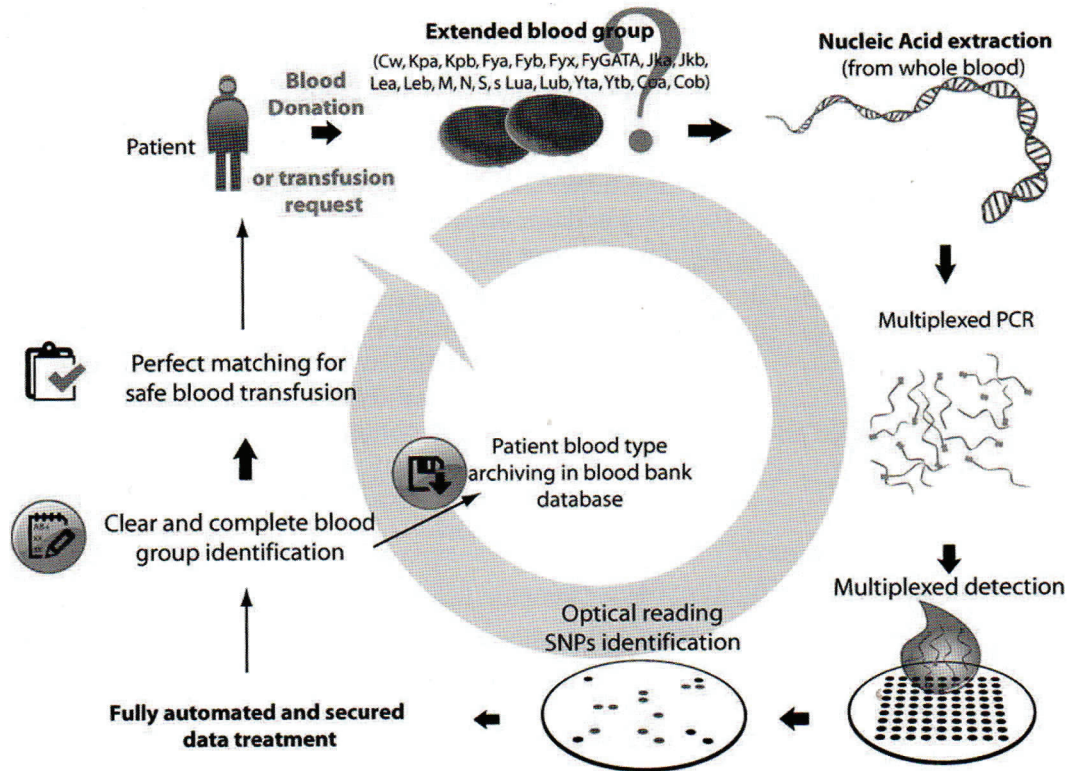 Extended blood group
(Cw, Kpa, Kpb, Fya, Fyb, Fyx, FyGATA, Jka, Jkb,
Lea, Leb, M, N, S, s Lua, Lub, Yta, Ytb, Coa, Cob)
?
Nucleic Acid extraction
(from whole blood)
Patient
Blood
Donation
or transfusion
request
Multiplexed PCR
Multiplexed detection
Optical reading
SNPs identification
Fully automated and secured
data treatment
Clear and complete blood
group identification
Patient blood type
archiving in blood bank
database
Perfect matching for
safe blood transfusion